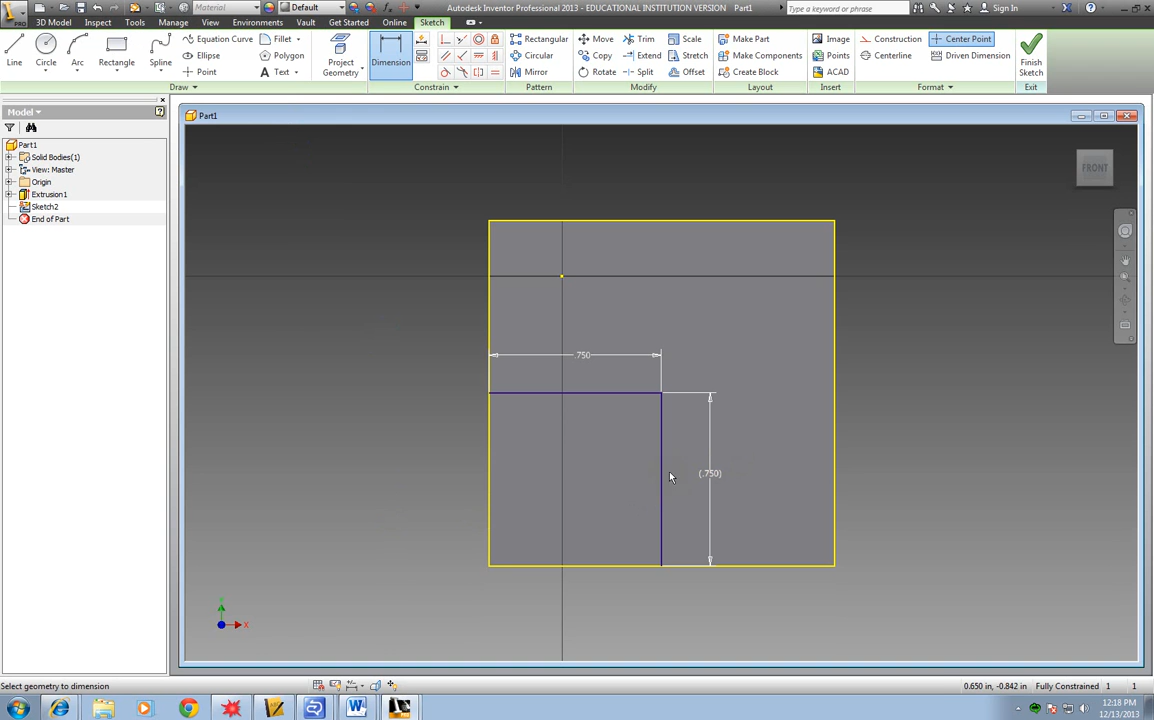 PRO
Material
Default
Autodesk Inventor Professional 2013 - EDUCATIONAL INSTITUTION VERSION Part1
Type a keyword or phrase
Sign In
3D Model Inspect Tools Manage View Environments Vault Get Started Online Sketch
Line Circle Arc Rectangle Spline
Equation Curve Fillet
Ellipse Polygon
Point Text
Project Geometry
Dimension
Rectangular
Circular
Mirror
Move Trim Scale
Copy Extend Stretch
Rotate Split Offset
Make Part
Make Components
Create Block
Image
Points
ACAD
Construction Center Point
Centerline Driven Dimension
Finish Sketch
Draw Constrain Pattern Modify Layout Insert Format Exit
Model
Part1
Part1
Solid Bodies(1)
View: Master
Origin
Extrusion1
Sketch2
End of Part
FRONT
.750
(.750)
X
Select geometry to dimension
0.650 in, -0.842 in Fully Constrained 1 1
12:18 PM
12/13/2013